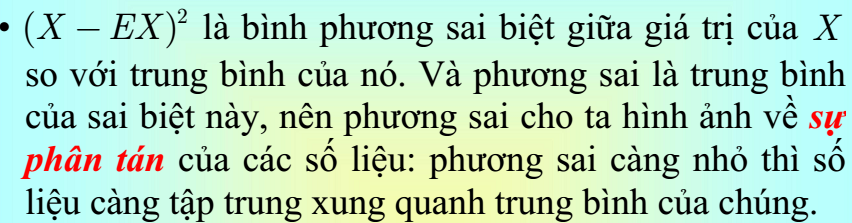 • (X – EX)² là bình phương sai biệt giữa giá trị của X
so với trung bình của nó. Và phương sai là trung bình
của sai biệt này, nên phương sai cho ta hình ảnh về sự
phân tán của các số liệu: phương sai càng nhỏ thì số
liệu càng tập trung xung quanh trung bình của chúng.